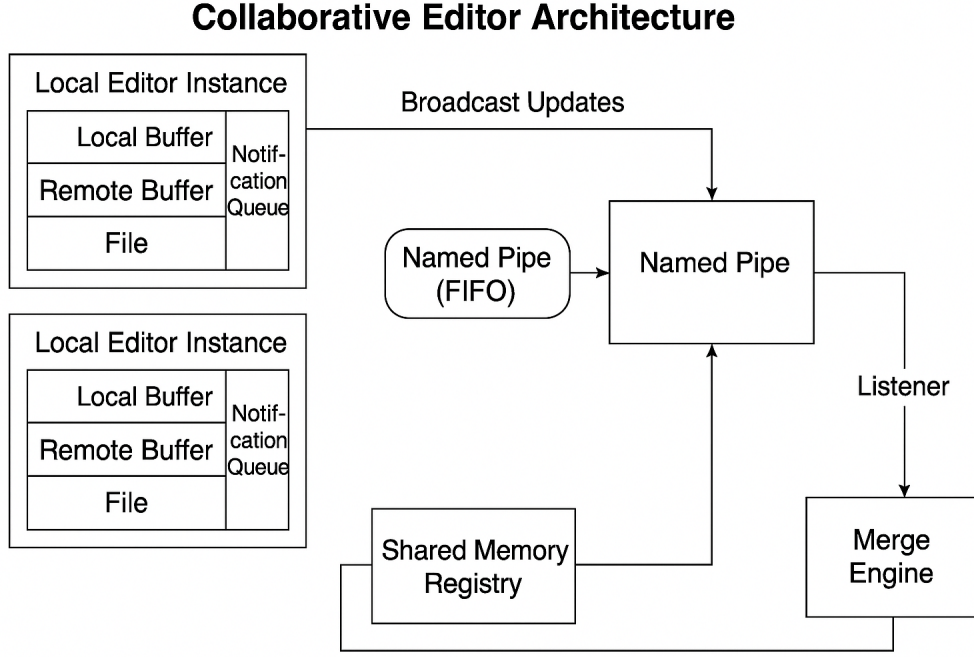 Collaborative Editor Architecture
Local Editor Instance
Local Buffer
Remote Buffer
File
Notif-
cation
Queue
Broadcast Updates
Named Pipe
(FIFO)
Named Pipe
Listener
Local Editor Instance
Local Buffer
Remote Buffer
File
Notif-
cation
Queue
Shared Memory
Registry
Merge
Engine